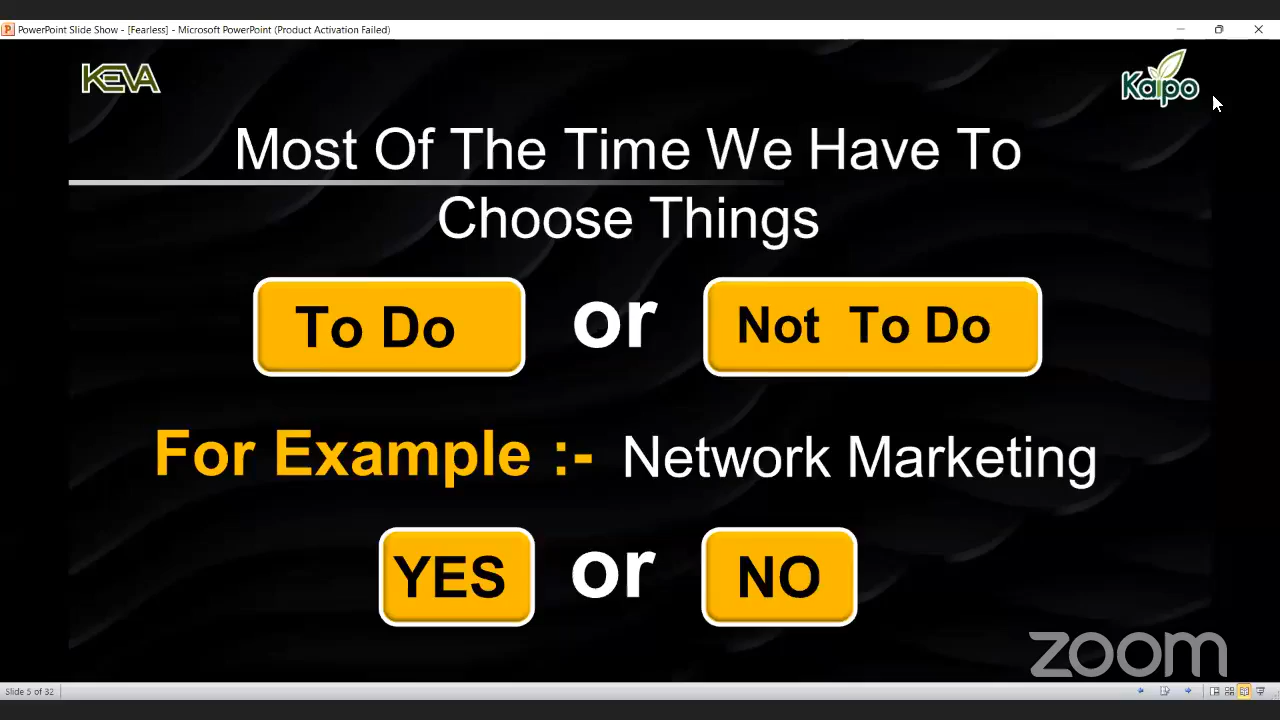 PowerPoint Slide Show - [Fearless] - Microsoft PowerPoint (Product Activation Failed)
KEVA
Kaipo
Most Of The Time We Have To
Choose Things
To Do or Not To Do
For Example :- Network Marketing
YES or NO
zoom
Slide 5 of 32